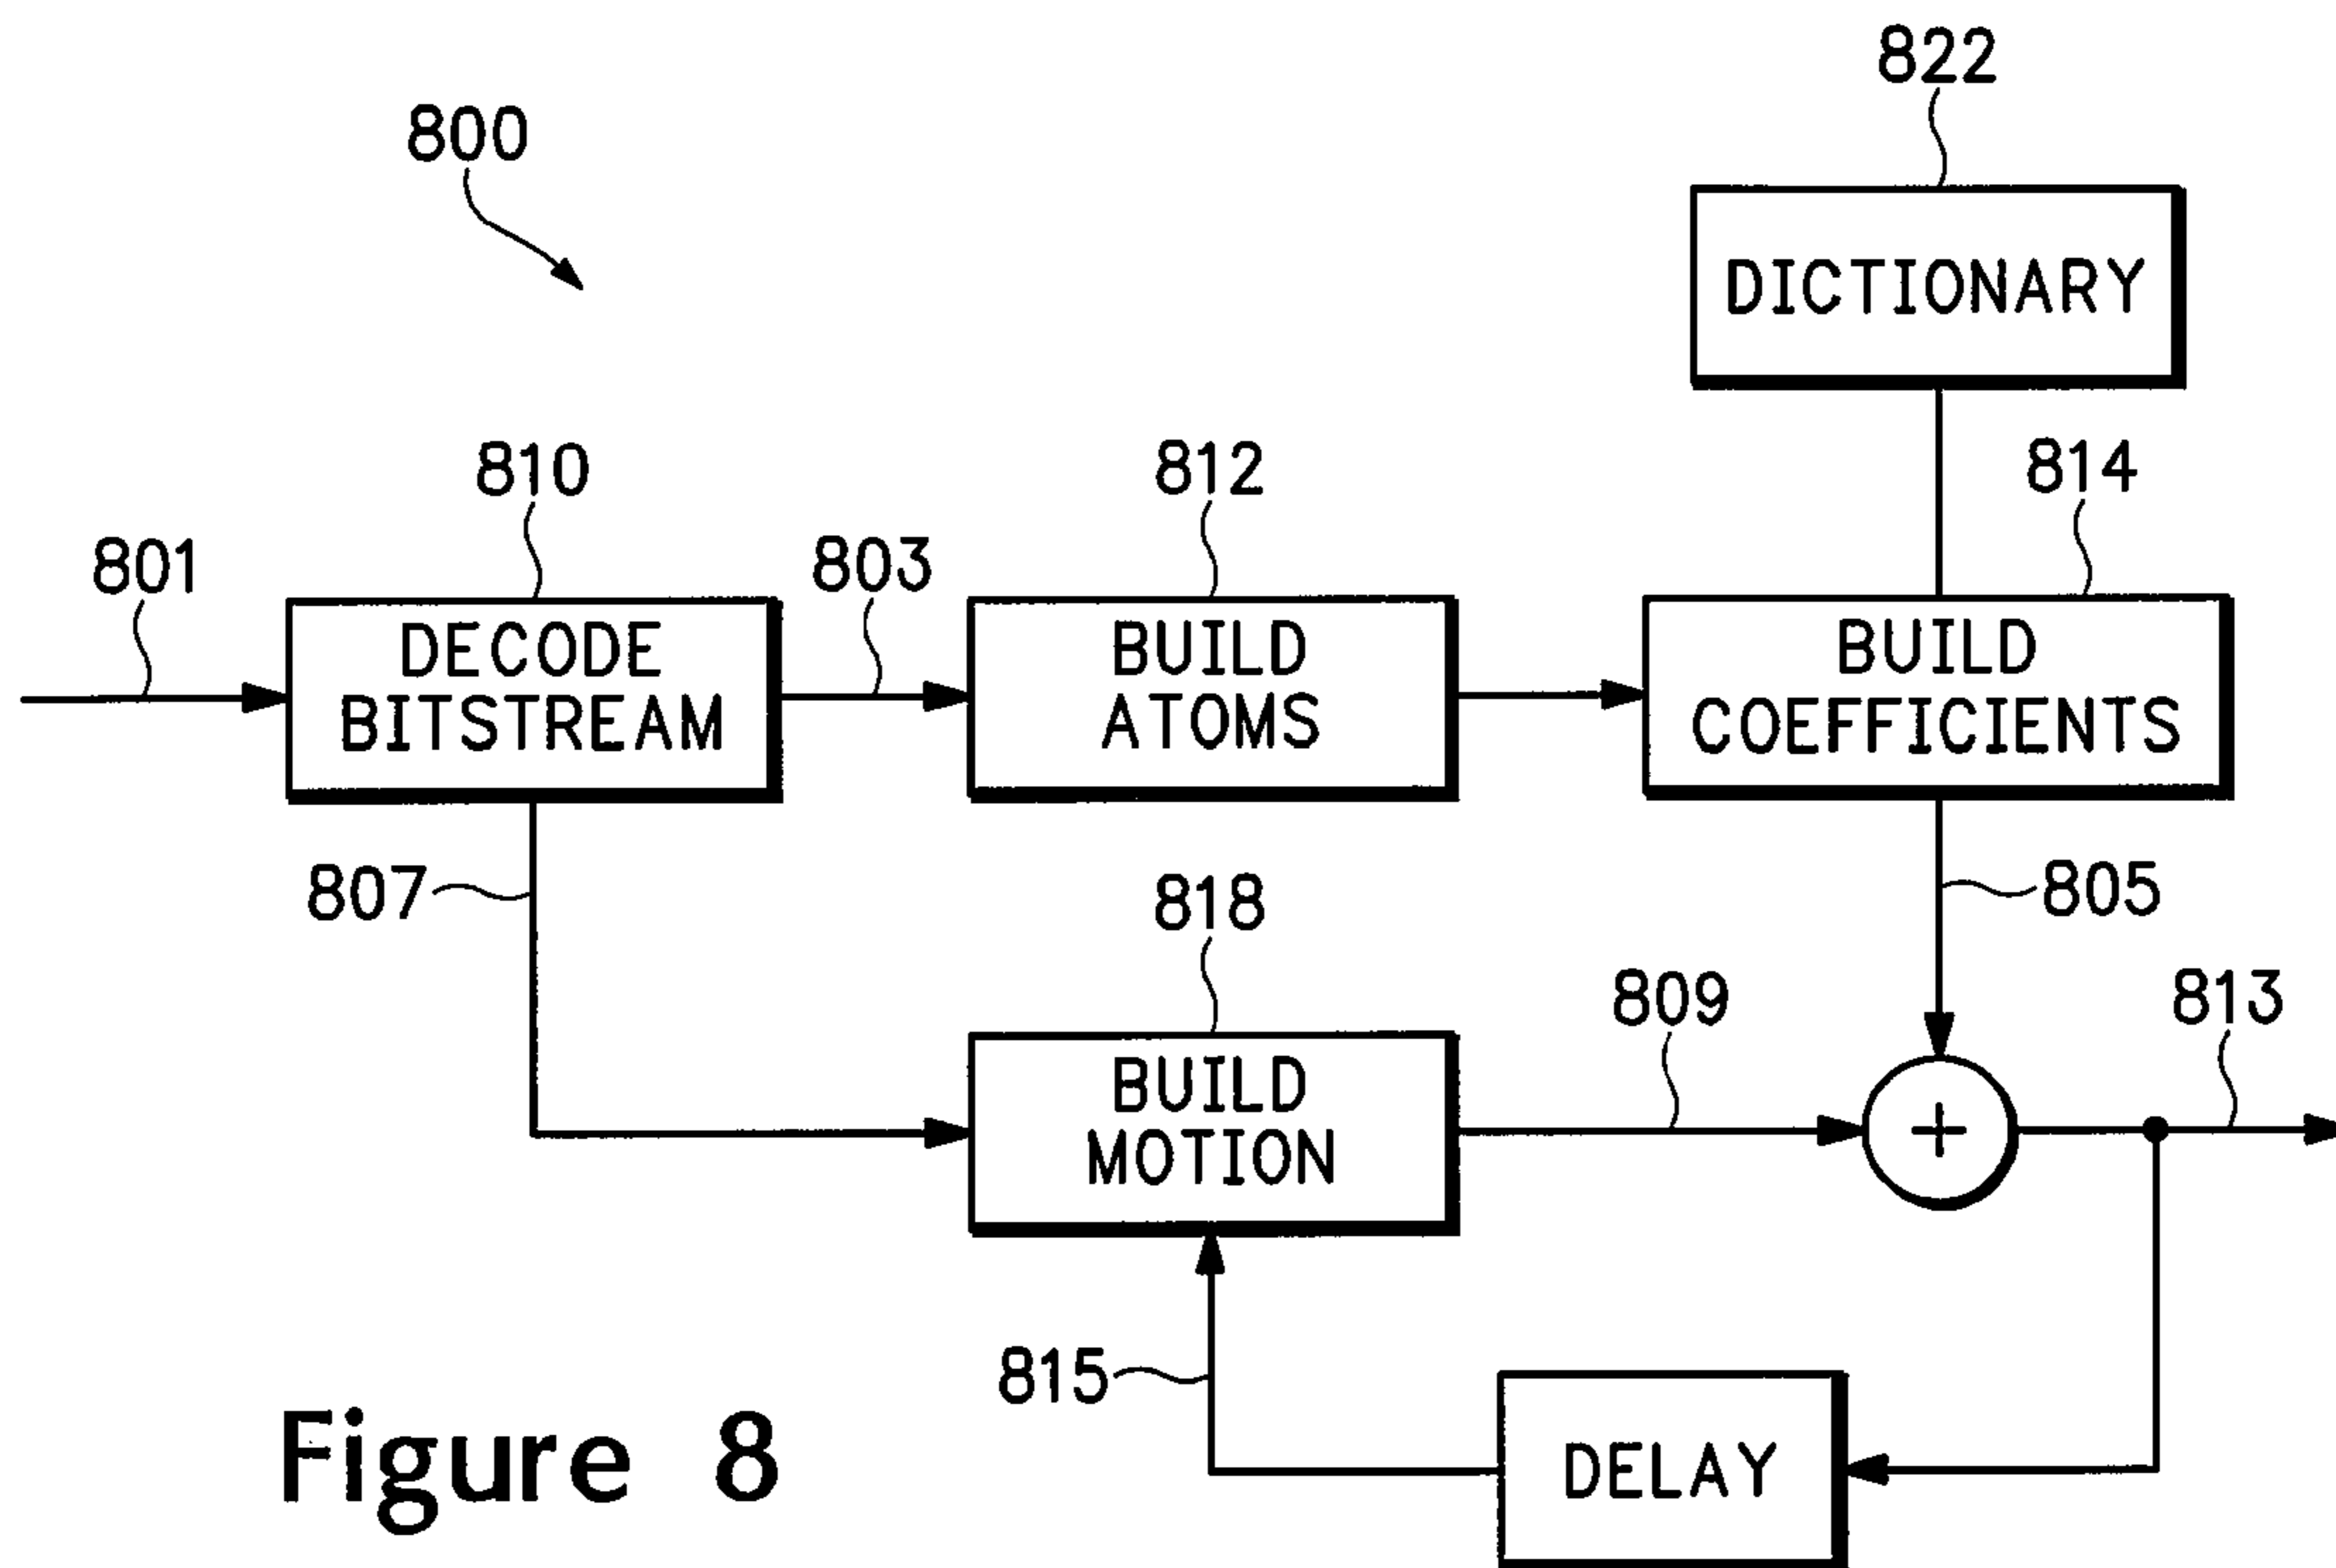 822
800
DICTIONARY
810
812
814
801
803
DECODE
BITSTREAM
BUILD
ATOMS
BUILD
COEFFICIENTS
807
818
805
809
813
BUILD
MOTION
+
815
DELAY
Figure 8